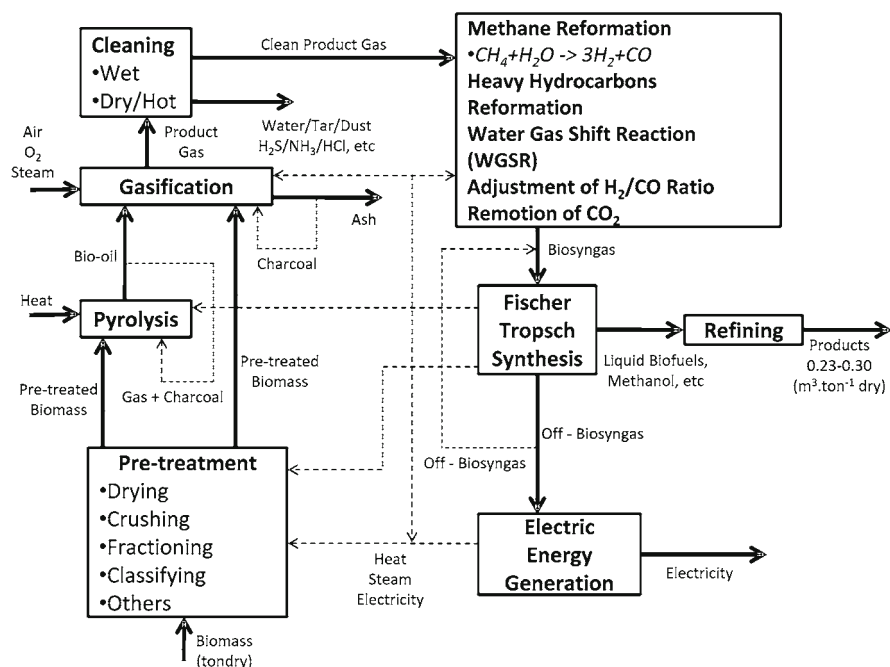 Cleaning
•Wet
•Dry/Hot
Clean Product Gas
Water/Tar/Dust
H₂S/NH₃/HCl, etc
Product
Gas
Methane Reformation
•CH₄+H₂O -> 3H₂+CO
Heavy Hydrocarbons
Reformation
Water Gas Shift Reaction
(WGSR)
Adjustment of H₂/CO Ratio
Remotion of CO₂
Air
O₂
Steam
Gasification
Ash
Charcoal
Bio-oil
Biosyngas
Heat
Pyrolysis
Fischer
Tropsch
Synthesis
Refining
Products
0.23-0.30
(m³.ton⁻¹ dry)
Liquid Biofuels,
Methanol, etc
Pre-treated
Biomass
Pre-treated
Biomass
Gas + Charcoal
Off - Biosyngas
Off - Biosyngas
Pre-treatment
•Drying
•Crushing
•Fractioning
•Classifying
•Others
Electric
Energy
Generation
Electricity
Heat
Steam
Electricity
Biomass
(tondry)